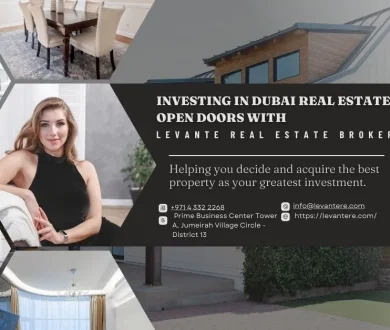 INVESTING IN DUBAI REAL ESTATE
OPEN DOORS WITH
LEVANTE REAL ESTATE BROKER
Helping you decide and acquire the best
property as your greatest investment.
+971 4 332 2268
info@levantere.com
Prime Business Center Tower
A, Jumeirah Village Circle -
District 13
https://levantere.com/